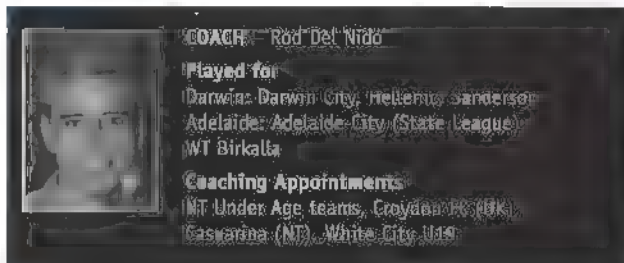 COACH - Rod Del Nido
Played for
Darwin: Darwin City, Hellenic, Sanderson
Adelaide: Adelaide City (State League)
WT Birkalla
Coaching Appointments
NT Under Age teams, Croydon FC (UK)
Casuarina (NT), White City U19